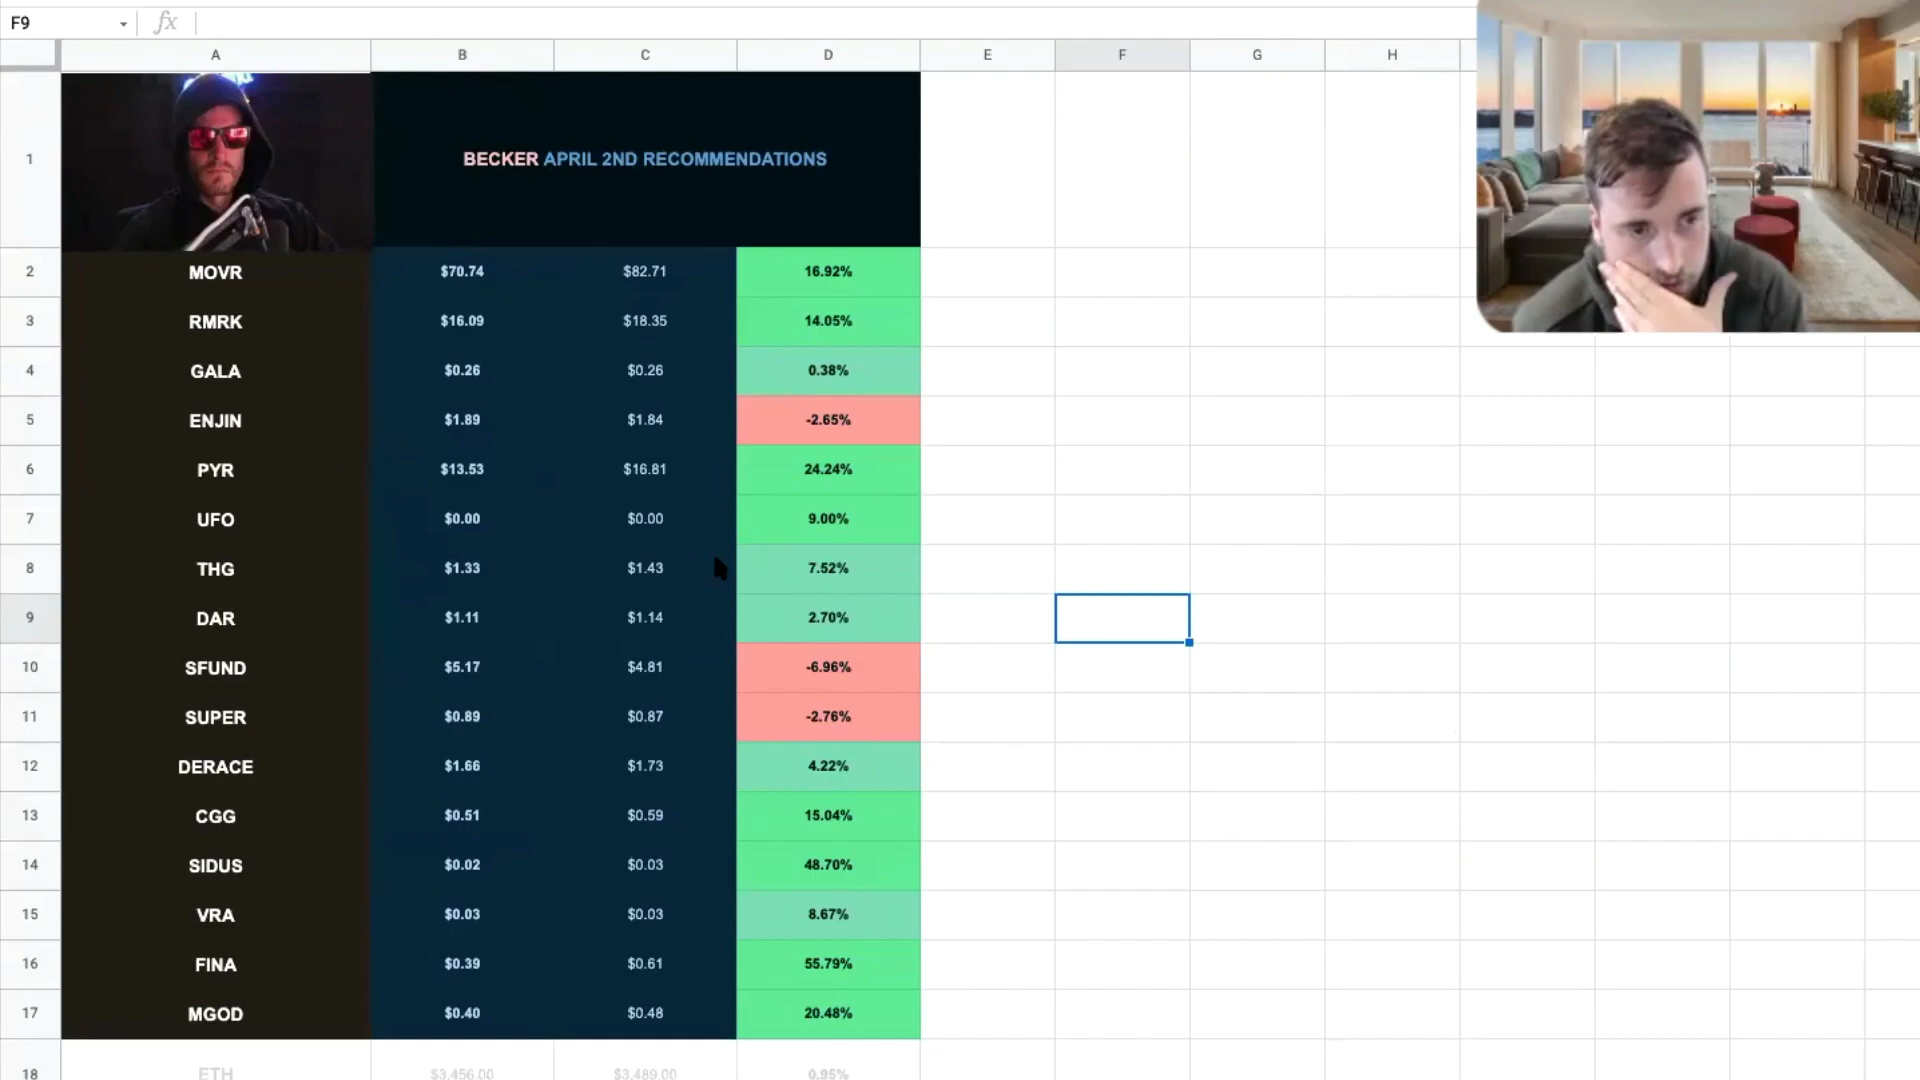 F9
fx
A B C D E F G H
1 BECKER APRIL 2ND RECOMMENDATIONS
2 MOVR $70.74 $82.71 16.92%
3 RMRK $16.09 $18.35 14.05%
4 GALA $0.26 $0.26 0.38%
5 ENJIN $1.89 $1.84 -2.65%
6 PYR $13.53 $16.81 24.24%
7 UFO $0.00 $0.00 9.00%
8 THG $1.33 $1.43 7.52%
9 DAR $1.11 $1.14 2.70%
10 SFUND $5.17 $4.81 -6.96%
11 SUPER $0.89 $0.87 -2.76%
12 DERACE $1.66 $1.73 4.22%
13 CGG $0.51 $0.59 15.04%
14 SIDUS $0.02 $0.03 48.70%
15 VRA $0.03 $0.03 8.67%
16 FINA $0.39 $0.61 55.79%
17 MGOD $0.40 $0.48 20.48%
18 ETH $3,456.00 $3,489.00 0.95%